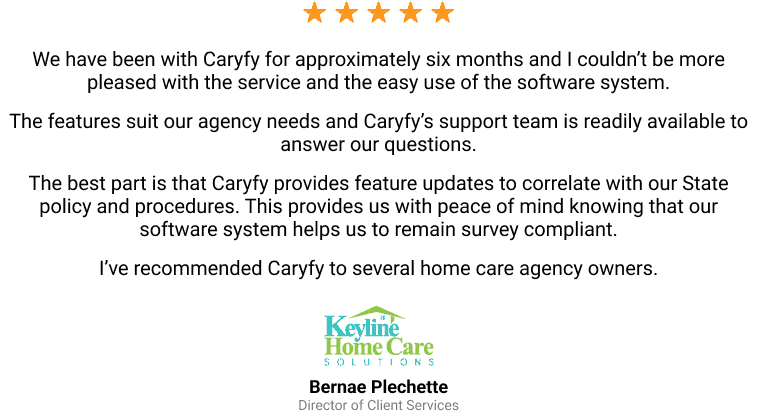 We have been with Caryfy for approximately six months and I couldn’t be more
pleased with the service and the easy use of the software system.
The features suit our agency needs and Caryfy’s support team is readily available to
answer our questions.
The best part is that Caryfy provides feature updates to correlate with our State
policy and procedures. This provides us with peace of mind knowing that our
software system helps us to remain survey compliant.
I’ve recommended Caryfy to several home care agency owners.
Keyline
Home Care
SOLUTIONS
Bernae Plechette
Director of Client Services